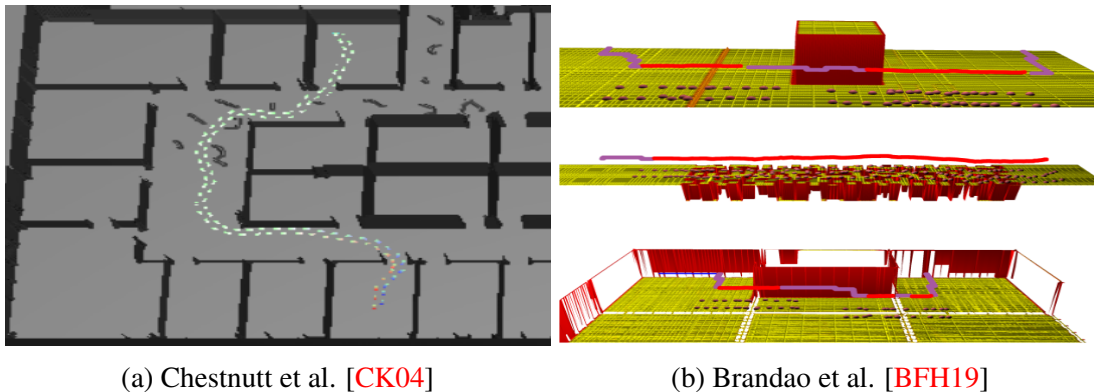 (a) Chestnutt et al. [CK04]
(b) Brandao et al. [BFH19]